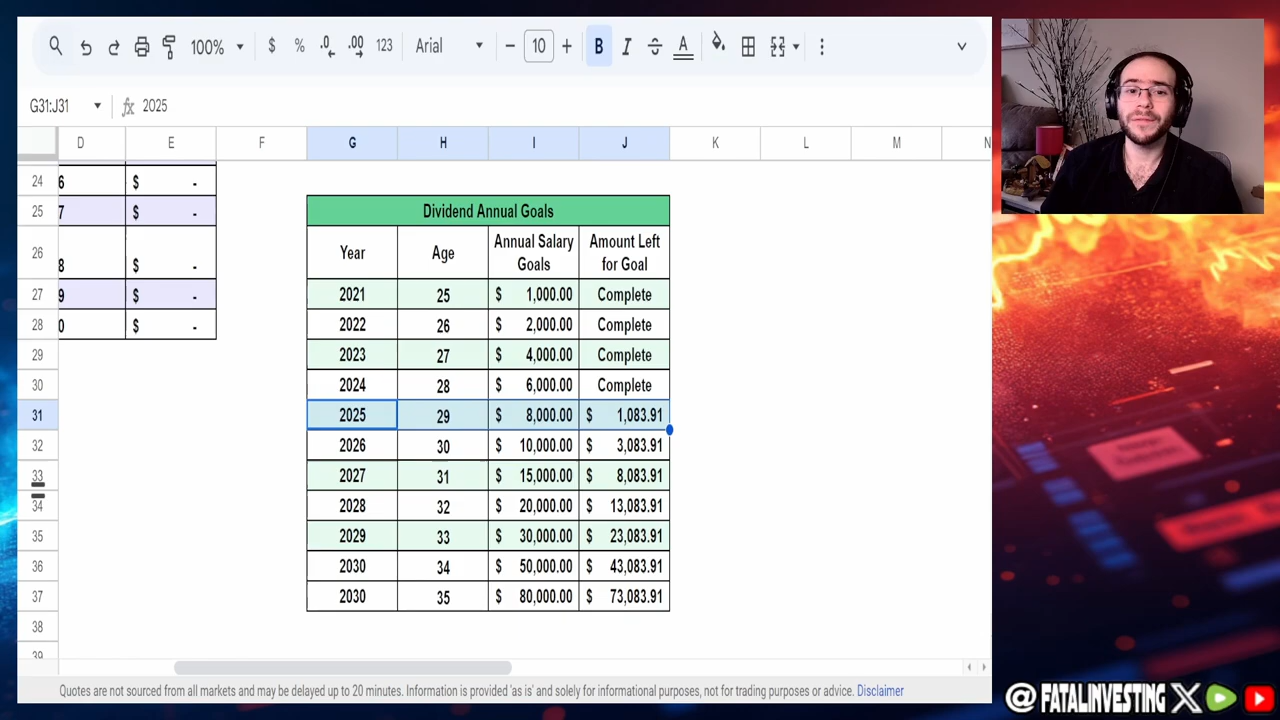 100% $ % .0 .00 123 Arial − 10 + B I S A
G31:J31 fx 2025
D E F G H I J K L M N
24 6 $ -
25 7 $ - Dividend Annual Goals
26 8 $ - Year Age Annual Salary Goals Amount Left for Goal
27 9 $ - 2021 25 $ 1,000.00 Complete
28 0 $ - 2022 26 $ 2,000.00 Complete
29 2023 27 $ 4,000.00 Complete
30 2024 28 $ 6,000.00 Complete
31 2025 29 $ 8,000.00 $ 1,083.91
32 2026 30 $ 10,000.00 $ 3,083.91
33 2027 31 $ 15,000.00 $ 8,083.91
34 2028 32 $ 20,000.00 $ 13,083.91
35 2029 33 $ 30,000.00 $ 23,083.91
36 2030 34 $ 50,000.00 $ 43,083.91
37 2030 35 $ 80,000.00 $ 73,083.91
38
39
Quotes are not sourced from all markets and may be delayed up to 20 minutes. Information is provided 'as is' and solely for informational purposes, not for trading purposes or advice. Disclaimer
@FATALINVESTING X